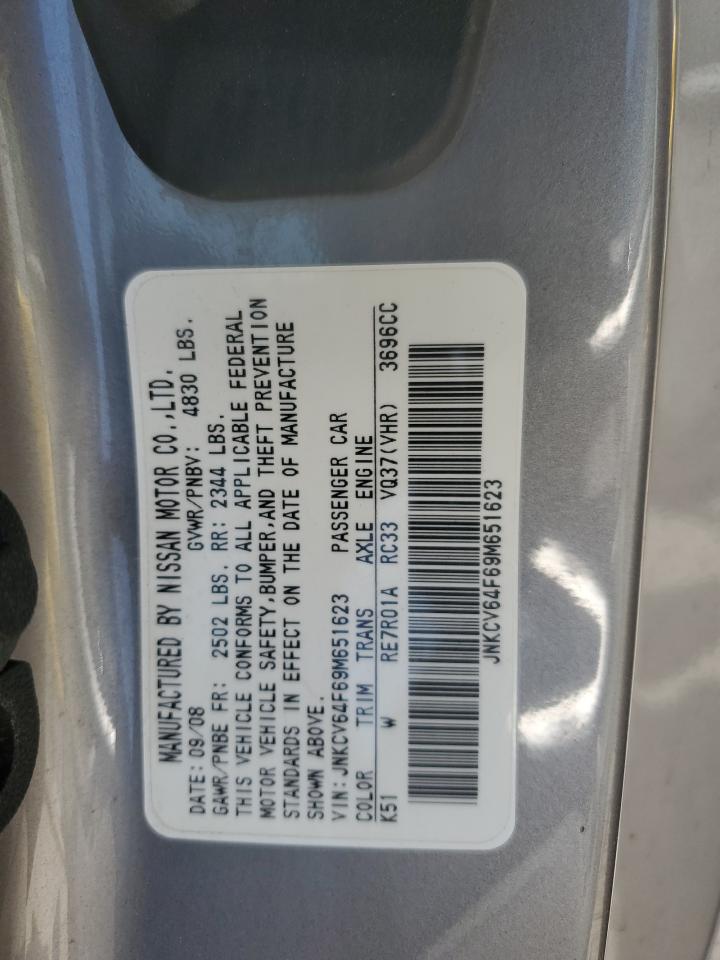 MANUFACTURED BY NISSAN MOTOR CO.,LTD.
DATE: 09/08 GVWR/PNBV: 4830 LBS.
GAWR/PNBE FR: 2502 LBS. RR: 2344 LBS.
THIS VEHICLE CONFORMS TO ALL APPLICABLE FEDERAL
MOTOR VEHICLE SAFETY,BUMPER,AND THEFT PREVENTION
STANDARDS IN EFFECT ON THE DATE OF MANUFACTURE
SHOWN ABOVE.
VIN:JNKCV64F69M651623 PASSENGER CAR
COLOR TRIM TRANS AXLE ENGINE
K51 W RE7R01A RC33 VQ37(VHR) 3696CC
JNKCV64F69M651623